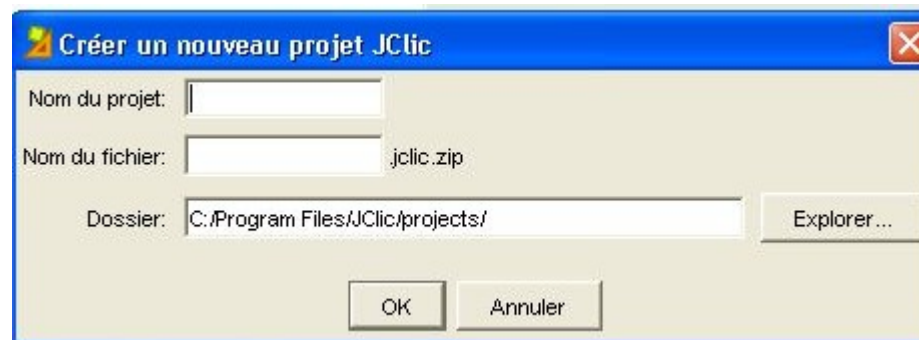 Créer un nouveau projet JClic
Nom du projet:
Nom du fichier: .jclic.zip
Dossier: C:/Program Files/JClic/projects/ Explorer...
OK Annuler